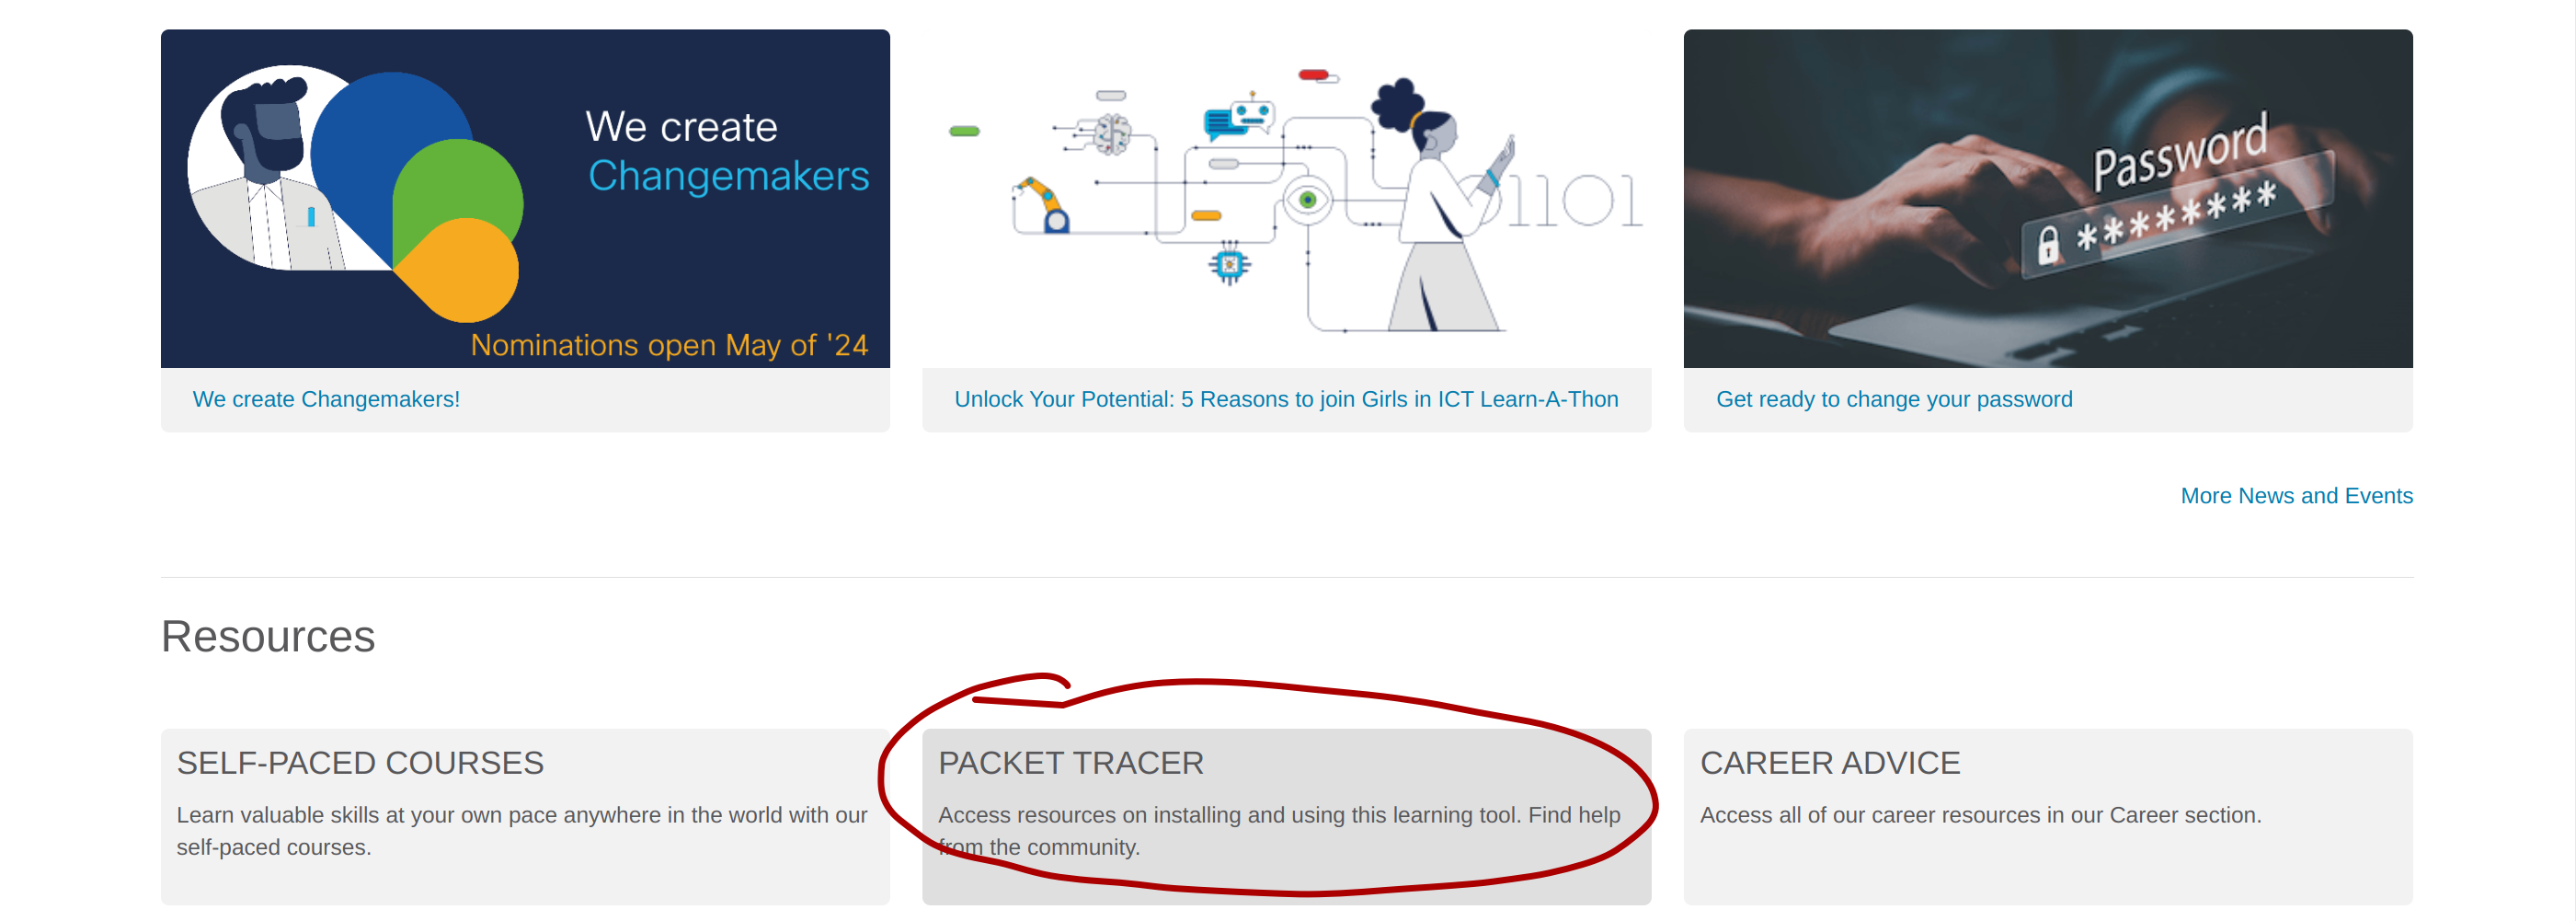 We create
Changemakers
Nominations open May of '24
11101
Password
********
We create Changemakers!
Unlock Your Potential: 5 Reasons to join Girls in ICT Learn-A-Thon
Get ready to change your password
More News and Events
Resources
SELF-PACED COURSES
Learn valuable skills at your own pace anywhere in the world with our
self-paced courses.
PACKET TRACER
Access resources on installing and using this learning tool. Find help
from the community.
CAREER ADVICE
Access all of our career resources in our Career section.